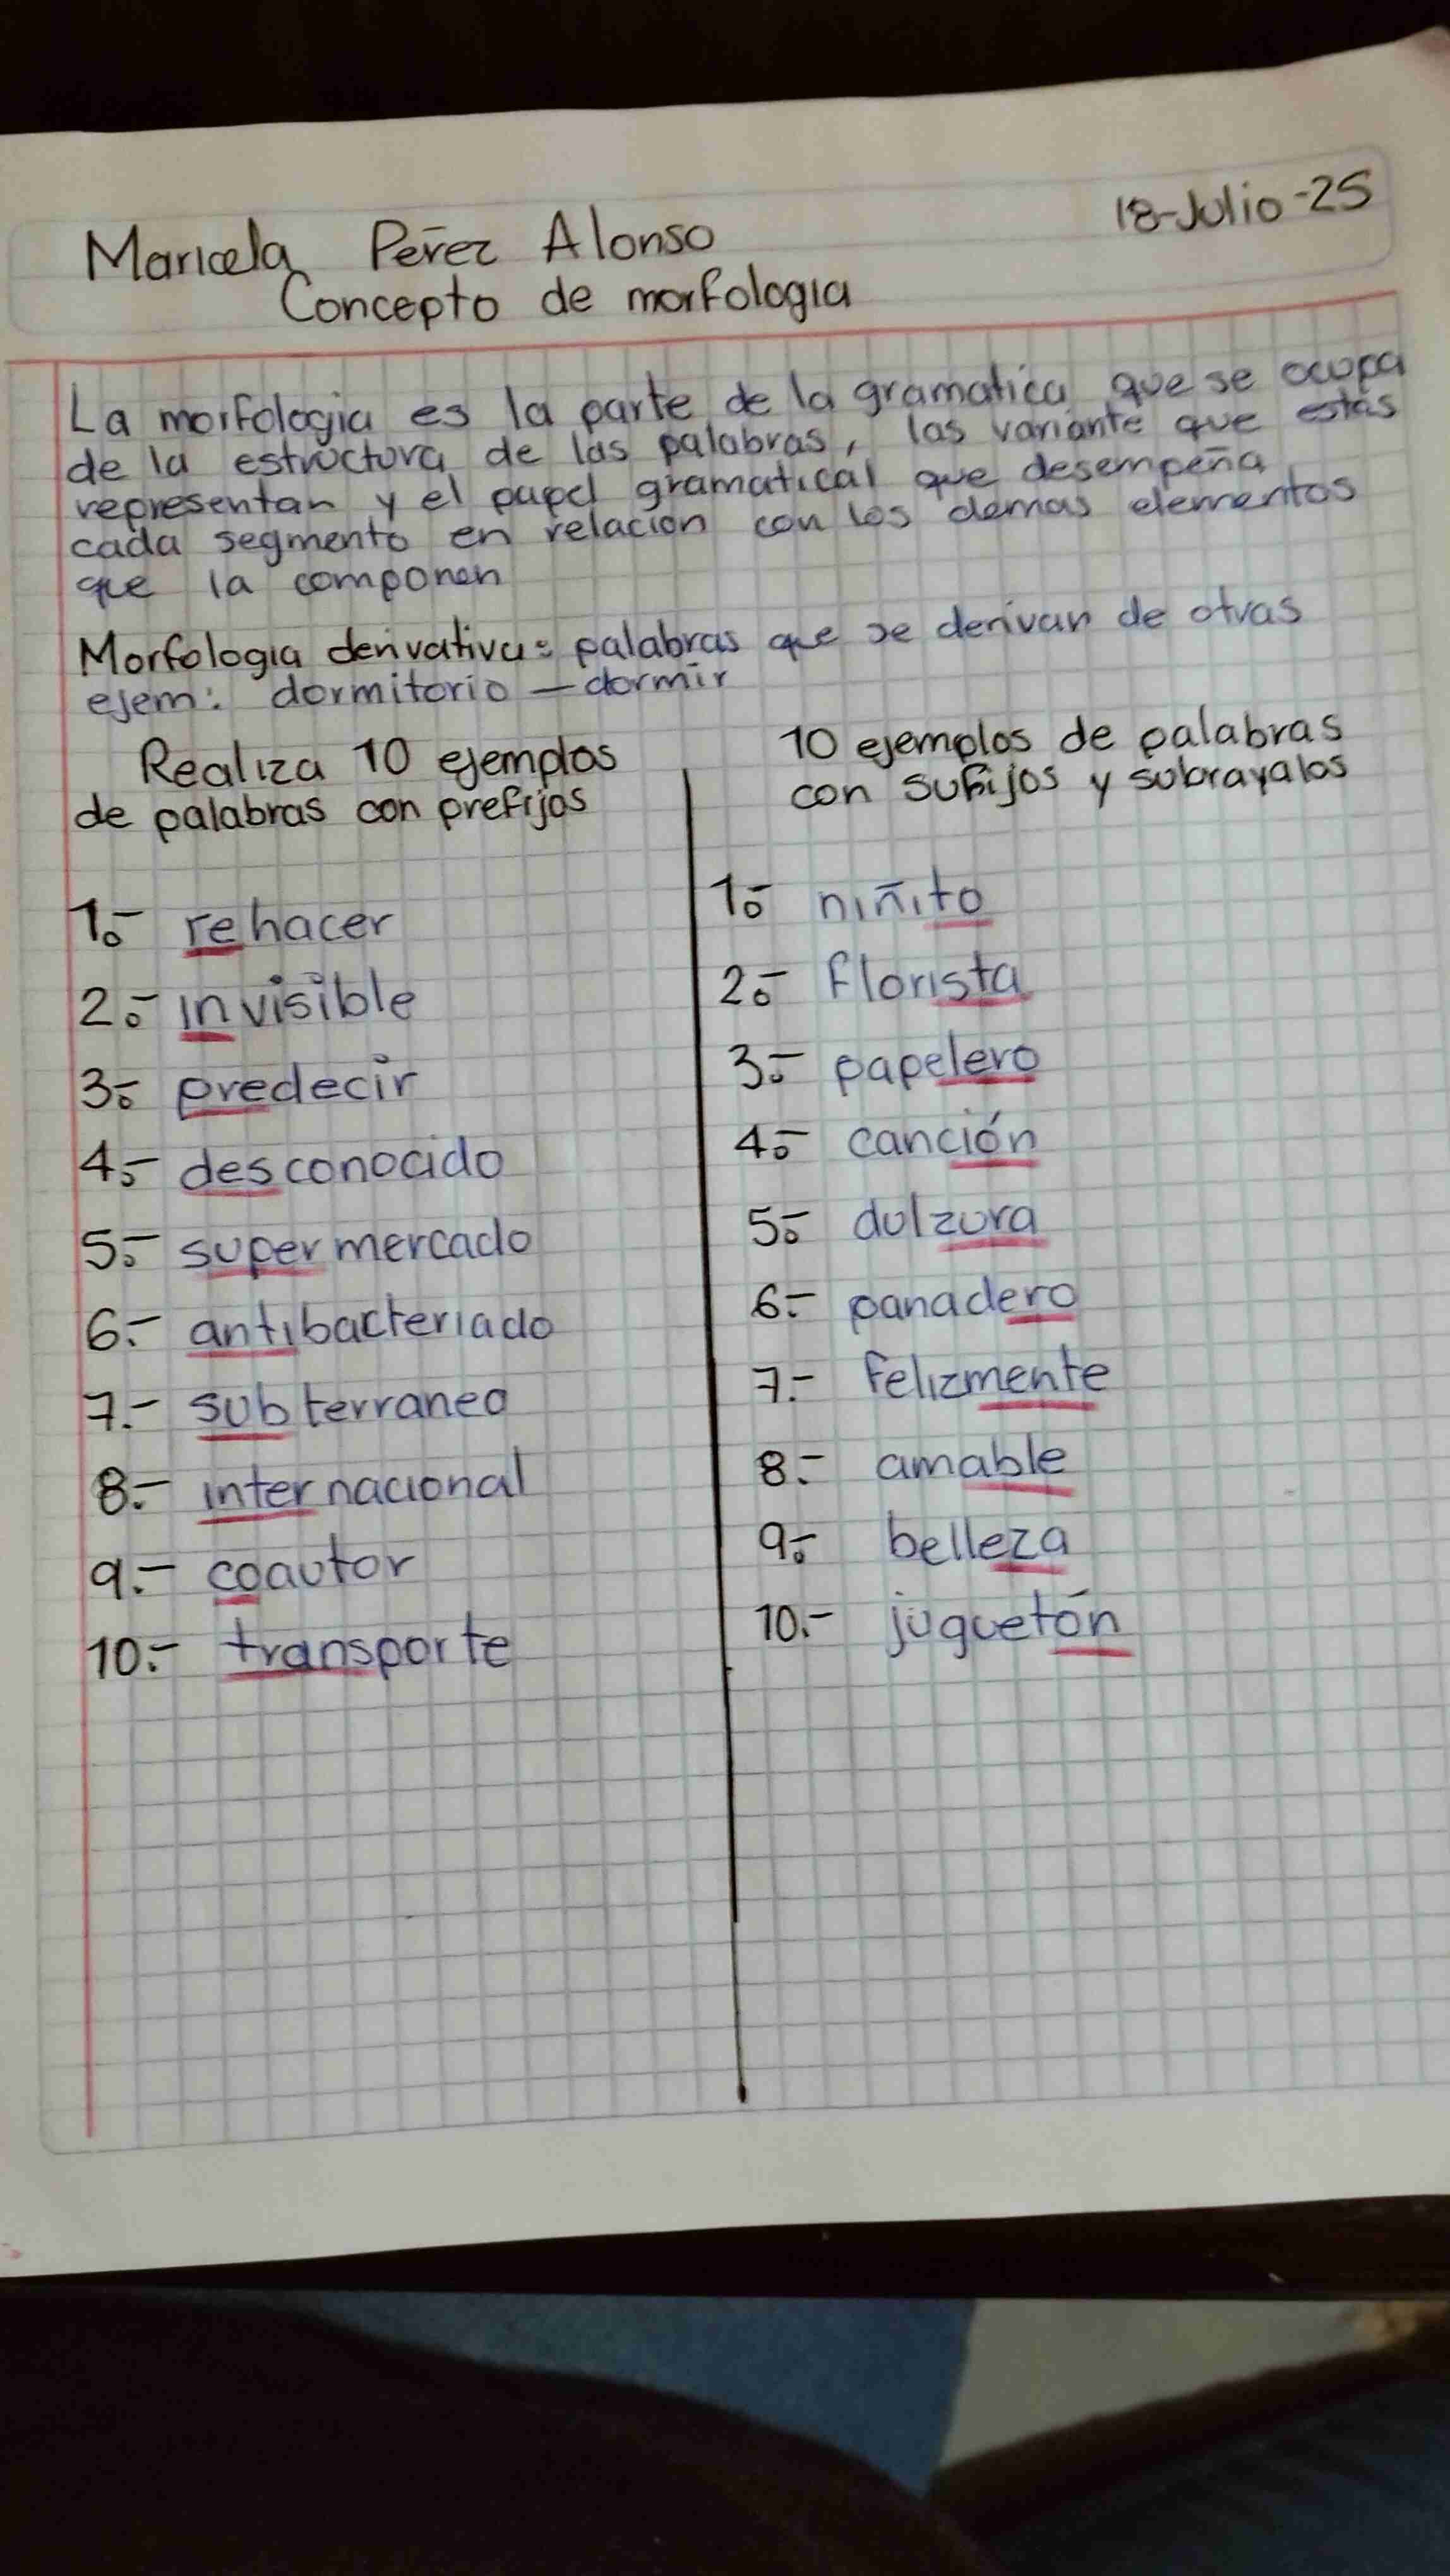 18-Julio-25
Maricela Peréz Alonso
Concepto de morfologia
La morfologia es la parte de la gramatica que se ocupa
de la estructura de las palabras, las variante que estas
representan y el papel gramatical que desempeña
cada segmento en relacion con los demas elementos
que la componen
Morfologia derivativa: palabras que se derivan de otras
ejem: dormitorio — dormir
Realiza 10 ejemplos
de palabras con prefijos
1.- rehacer
2.- invisible
3.- predecir
4.- desconocido
5.- supermercado
6.- antibacteriado
7.- subterraneo
8.- internacional
9.- coautor
10.- transporte
10 ejemplos de palabras
con sufijos y subrayalos
1.- niñito
2.- florista
3.- papelero
4.- canción
5.- dulzura
6.- panadero
7.- felizmente
8.- amable
9.- belleza
10.- juguetón